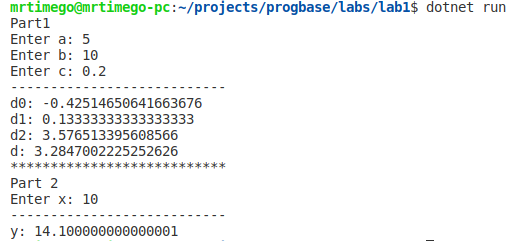 mrtimego@mrtimego-pc:~/projects/progbase/labs/lab1$ dotnet run
Part1
Enter a: 5
Enter b: 10
Enter c: 0.2
---------------------------
d0: -0.42514650641663676
d1: 0.13333333333333333
d2: 3.576513395608566
d: 3.2847002225252626
***************************
Part 2
Enter x: 10
---------------------------
y: 14.100000000000001